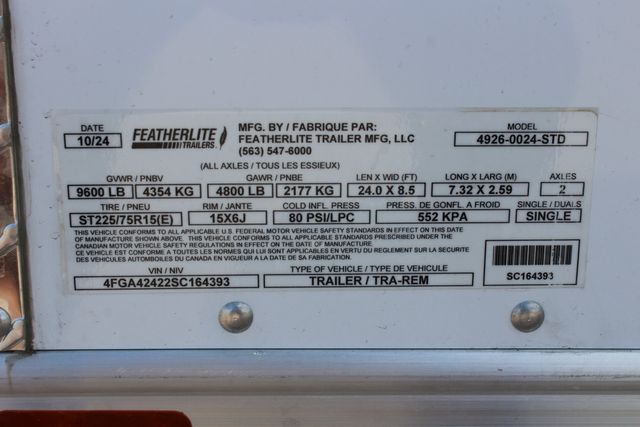 DATE
10/24
FEATHERLITE
TRAILERS
MFG. BY / FABRIQUE PAR:
FEATHERLITE TRAILER MFG, LLC
(563) 547-6000
MODEL
4926-0024-STD
(ALL AXLES / TOUS LES ESSIEUX)
GVWR / PNBV GAWR / PNBE LEN X WID (FT) LONG X LARG (M) AXLES
9600 LB 4354 KG 4800 LB 2177 KG 24.0 X 8.5 7.32 X 2.59 2
TIRE / PNEU RIM / JANTE COLD INFL. PRESS PRESS. DE GONFL. A FROID SINGLE / DUALS
ST225/75R15(E) 15X6J 80 PSI/LPC 552 KPA SINGLE
THIS VEHICLE CONFORMS TO ALL APPLICABLE U.S. FEDERAL MOTOR VEHICLE SAFETY STANDARDS IN EFFECT ON THE DATE
OF MANUFACTURE SHOWN ABOVE. THIS VEHICLE CONFORMS TO ALL APPLICABLE STANDARDS PRESCRIBED UNDER THE
CANADIAN MOTOR VEHICLE SAFETY REGULATIONS IN EFFECT ON THE DATE OF MANUFACTURE.
CE VEHICLE EST CONFORME A TOUTES LES NORMES QUI LUI SONT APPLICABLES EN VERTU DU REGLEMENT SUR LA SECURITE
DES VEHICULES AUTOMOBILES DU CANADA EN VIGUEUR A LA DATE DE SA FABRICATION.
VIN / NIV TYPE OF VEHICLE / TYPE DU VEHICULE
4FGA42422SC164393 TRAILER / TRA-REM
SC164393